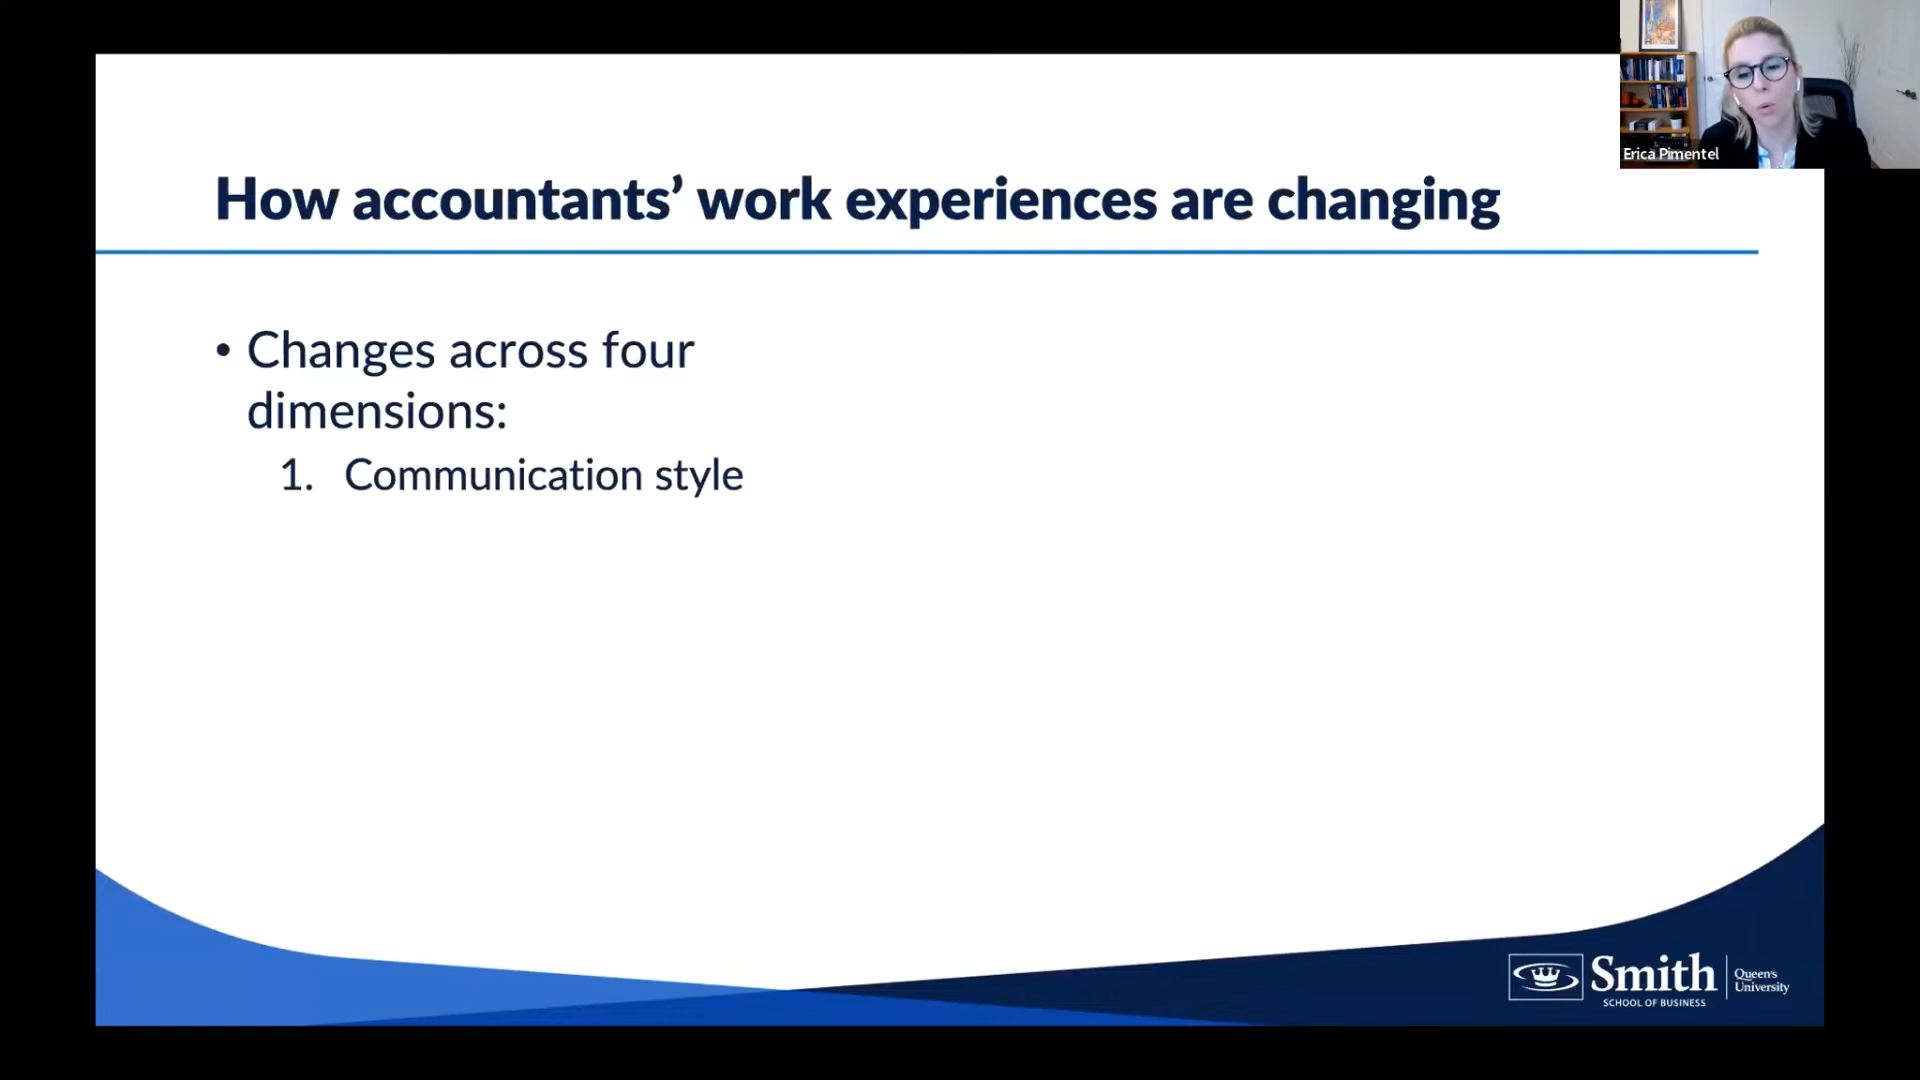 Erica Pimentel
How accountants’ work experiences are changing
• Changes across four
dimensions:
1. Communication style
Smith
SCHOOL OF BUSINESS
Queen's
University